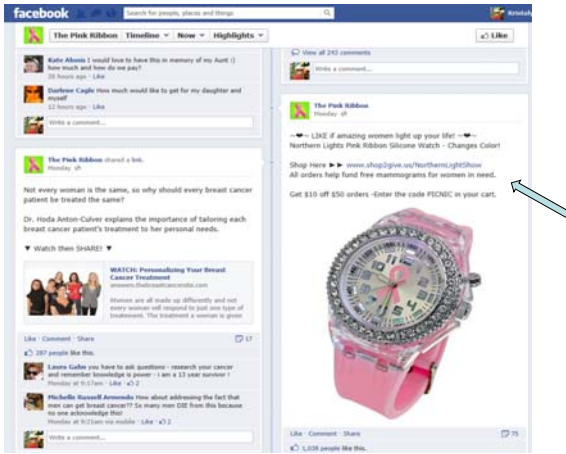 facebook
Search for people, places and things
The Pink Ribbon
Timeline
Now
Highlights
Like
Kate Alonis I would love to have this in memory of my Aunt :)
how much and how do we pay?
28 hours ago · Like
Darlene Cagle How much would like to get for my daughter and
myself
12 hours ago · Like
Write a comment...
The Pink Ribbon shared a link.
Monday
Not every woman is the same, so why should every breast cancer
patient be treated the same?
Dr. Hoda Anton-Culver explains the importance of tailoring each
breast cancer patient's treatment to her personal needs.
▼ Watch then SHARE! ▼
WATCH: Personalizing Your Breast
Cancer Treatment
answers.thebreastcancersite.com
Women are all made up differently and not
every woman will respond to just one type of
treatment. The treatment a woman is given
Like · Comment · Share
17
287 people like this.
Laura Gahn you have to ask questions - research your cancer
and remember knowledge is power - i am a 13 year survivor !
Monday at 9:17am · Like · 2
Michelle Russell Armendo How about addressing the fact that
men can get breast cancer?? So many men DIE from this because
no one acknowledge this!
Monday at 9:21am via mobile · Like · 2
Write a comment...
View all 243 comments
Write a comment...
The Pink Ribbon
Monday
~❤~ LIKE if amazing women light up your life! ~❤~
Northern Lights Pink Ribbon Silicone Watch - Changes Color!
Shop Here ►► www.shop2give.us/NorthernLightShow
All orders help fund free mammograms for women in need.
Get $10 off $50 orders -Enter the code PICNIC in your cart.
Like · Comment · Share
75
1,038 people like this.